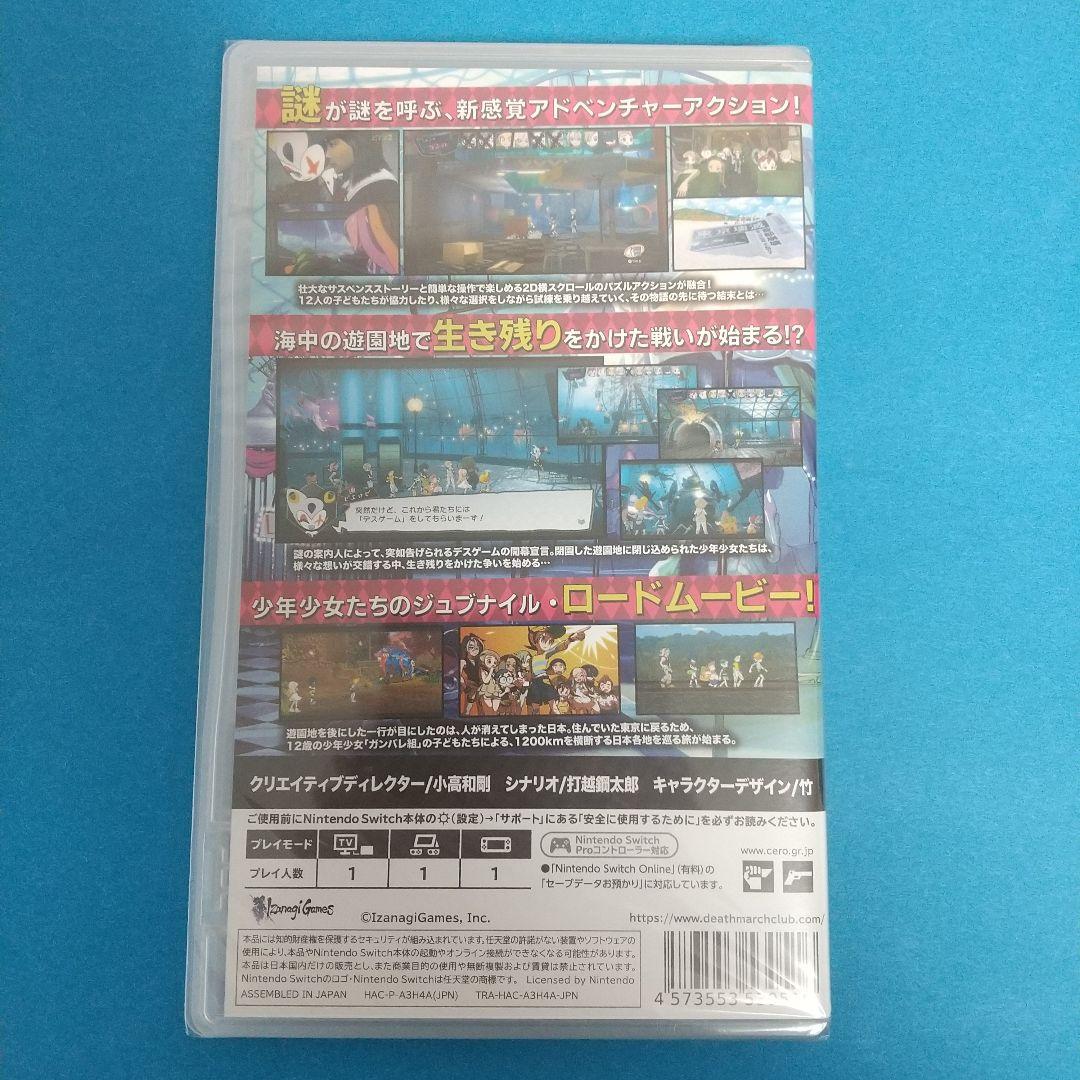 謎が謎を呼ぶ、新感覚アドベンチャーアクション!
壮大なサスペンスストーリーと簡単な操作で楽しめる2D横スクロールのパズルアクションが融合!
12人の子どもたちが協力したり、様々な選択をしながら試練を乗り越えていく、その物語の先に待つ結末とは…
海中の遊園地で生き残りをかけた戦いが始まる!?
ピエロピ
突然だけど、これから君たちには
「デスゲーム」をしてもらいまーす!
謎の案内人によって、突如告げられるデスゲームの開幕宣言。閉園した遊園地に閉じ込められた少年少女たちは、
様々な想いが交錯する中、生き残りをかけた争いを始める…
少年少女たちのジュブナイル・ロードムービー!
遊園地を後にした一行が目にしたのは、人が消えてしまった日本。住んでいた東京に戻るため、
12歳の少年少女「ガンバレ組」の子どもたちによる、1200kmを横断する日本各地を巡る旅が始まる。
クリエイティブディレクター/小高和剛 シナリオ/打越鋼太郎 キャラクターデザイン/竹
ご使用前にNintendo Switch本体の(設定)→「サポート」にある「安全に使用するために」を必ずお読みください。
プレイモード TV
プレイ人数 1 1 1
Nintendo Switch
Proコントローラー対応
●「Nintendo Switch Online」(有料)の
「セーブデータお預かり」に対応しています。
www.cero.gr.jp
IzanagiGames
©IzanagiGames, Inc.
https://www.deathmarchclub.com/
本品には知的財産権を保護するセキュリティが組み込まれています。任天堂の許諾がない装置やソフトウェアの
使用により、本品やNintendo Switch本体の起動やオンライン接続ができなくなる可能性があります。
本品は日本国内だけの販売とし、また商業目的の使用や無断複製および賃貸は禁止されています。
Nintendo Switchのロゴ・Nintendo Switchは任天堂の商標です。 Licensed by Nintendo
ASSEMBLED IN JAPAN HAC-P-A3H4A(JPN) TRA-HAC-A3H4A-JPN
4 573553